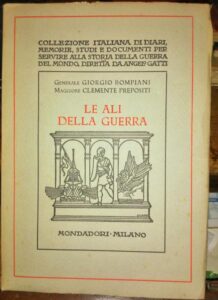 COLLEZIONE ITALIANA DI DIARI,
MEMORIE, STUDI E DOCUMENTI PER
SERVIRE ALLA STORIA DELLA GUERRA
DEL MONDO, DIRETTA DA ANGELO GATTI
GENERALE GIORGIO BOMPIANI
MAGGIORE CLEMENTE PREPOSITI
LE ALI
DELLA GUERRA
MONDADORI · MILANO